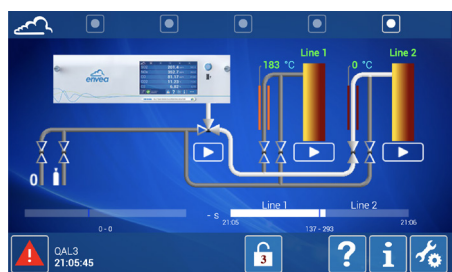 Line 1
Line 2
183 °C
0 °C
envea
0
Line 1
Line 2
- s
21:05
21:06
0 - 0
137 - 293
QAL3
21:05:45
3
?
i